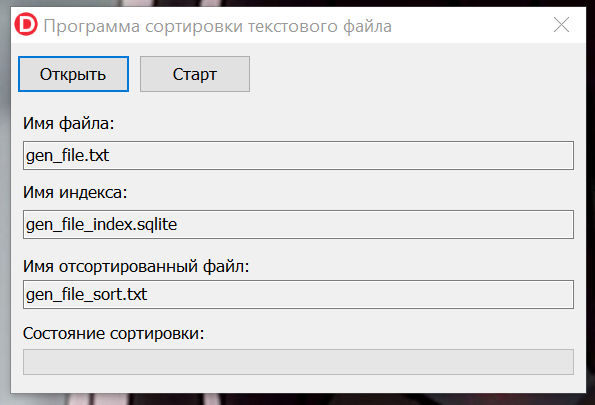 D Программа сортировки текстового файла
Открыть Старт
Имя файла:
gen_file.txt
Имя индекса:
gen_file_index.sqlite
Имя отсортированный файл:
gen_file_sort.txt
Состояние сортировки: